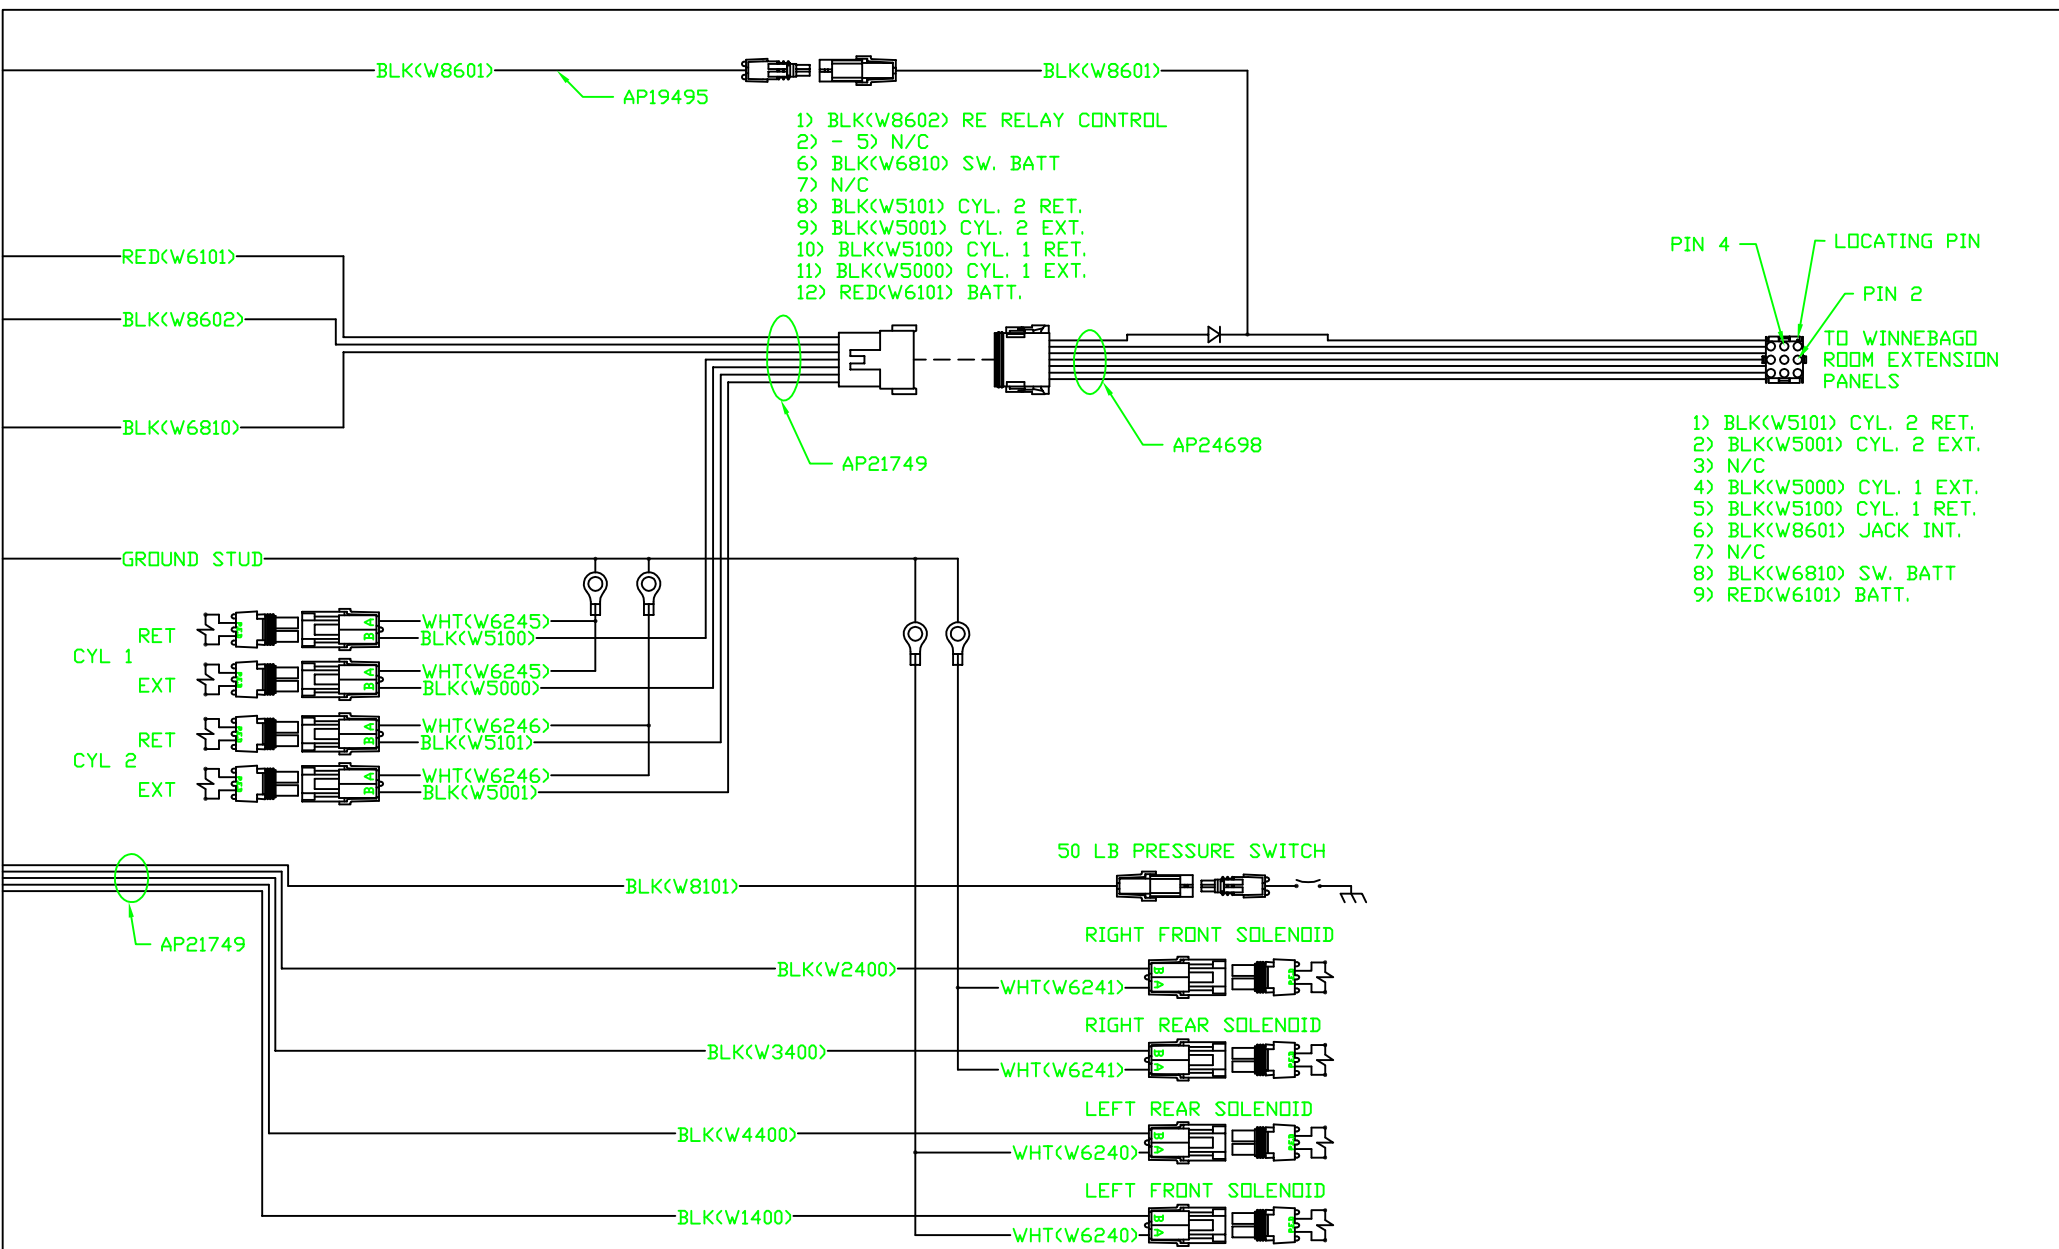 BLK(W8601)
AP19495
BLK(W8601)
1) BLK(W8602) RE RELAY CONTROL
2) - 5) N/C
6) BLK(W6810) SW. BATT
7) N/C
8) BLK(W5101) CYL. 2 RET.
9) BLK(W5001) CYL. 2 EXT.
10) BLK(W5100) CYL. 1 RET.
11) BLK(W5000) CYL. 1 EXT.
12) RED(W6101) BATT.
RED(W6101)
BLK(W8602)
BLK(W6810)
AP21749
AP24698
PIN 4
LOCATING PIN
PIN 2
TO WINNEBAGO
ROOM EXTENSION
PANELS
1) BLK(W5101) CYL. 2 RET.
2) BLK(W5001) CYL. 2 EXT.
3) N/C
4) BLK(W5000) CYL. 1 EXT.
5) BLK(W5100) CYL. 1 RET.
6) BLK(W8601) JACK INT.
7) N/C
8) BLK(W6810) SW. BATT
9) RED(W6101) BATT.
GROUND STUD
CYL 1
RET
A
B
WHT(W6245)
BLK(W5100)
EXT
A
B
WHT(W6245)
BLK(W5000)
CYL 2
RET
A
B
WHT(W6246)
BLK(W5101)
EXT
A
B
WHT(W6246)
BLK(W5001)
AP21749
50 LB PRESSURE SWITCH
BLK(W8101)
RIGHT FRONT SOLENOID
BLK(W2400)
WHT(W6241)
B
A
RIGHT REAR SOLENOID
BLK(W3400)
WHT(W6241)
B
A
LEFT REAR SOLENOID
BLK(W4400)
WHT(W6240)
B
A
LEFT FRONT SOLENOID
BLK(W1400)
WHT(W6240)
B
A